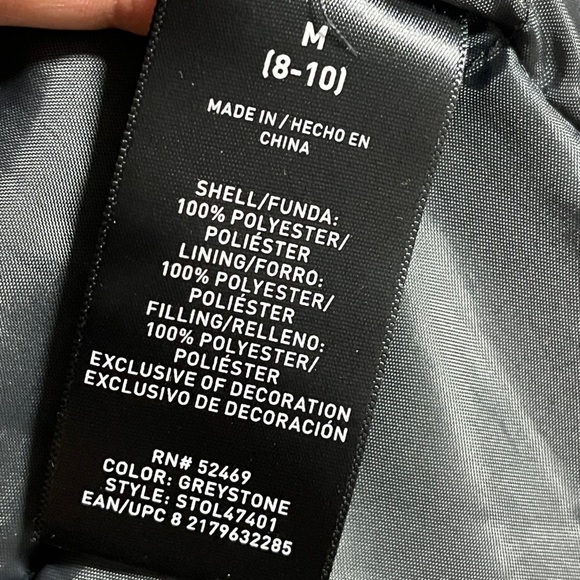 M
(8-10)
MADE IN / HECHO EN
CHINA
SHELL/FUNDA:
100% POLYESTER/
POLIÉSTER
LINING/FORRO:
100% POLYESTER/
POLIÉSTER
FILLING/RELLENO:
100% POLYESTER/
POLIÉSTER
EXCLUSIVE OF DECORATION
EXCLUSIVO DE DECORACIÓN
RN# 52469
COLOR: GREYSTONE
STYLE: STOL47401
EAN/UPC 8 2179632285